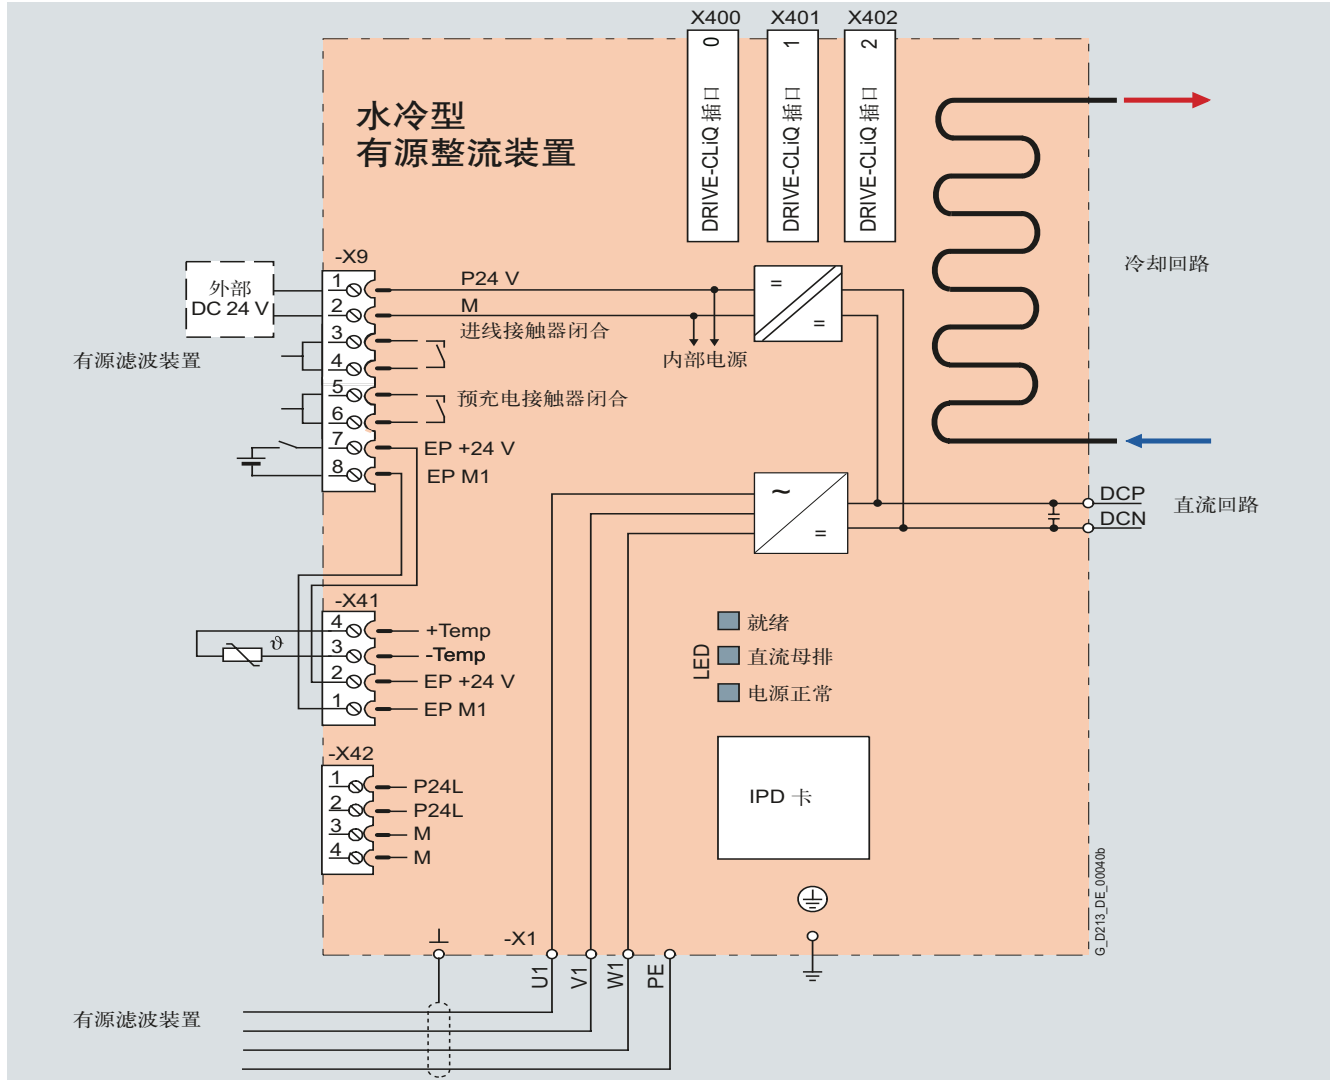 X400 X401 X402
0 1 2
DRIVE-CLiQ 插口
DRIVE-CLiQ 插口
DRIVE-CLiQ 插口
水冷型
有源整流装置
冷却回路
-X9
外部
DC 24 V
1 P24 V
2 M
3 进线接触器闭合
4
内部电源
有源滤波装置
5 预充电接触器闭合
6
7 EP +24 V
8 EP M1
= =
~ =
DCP
DCN
直流回路
-X41
ϑ
4 +Temp
3 -Temp
2 EP +24 V
1 EP M1
LED
就绪
直流母排
电源正常
-X42
1 P24L
2 P24L
3 M
4 M
IPD 卡
G_D213_DE_00040b
-X1
U1 V1 W1 PE
有源滤波装置